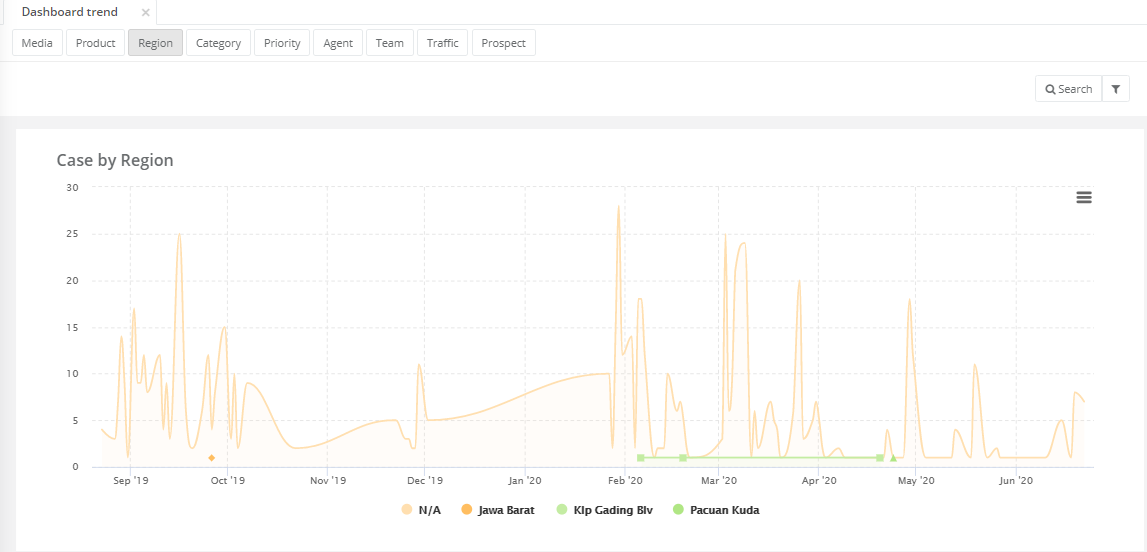 Dashboard trend ×
Media Product Region Category Priority Agent Team Traffic Prospect
Search
Case by Region
30
25
20
15
10
5
0
Sep '19 Oct '19 Nov '19 Dec '19 Jan '20 Feb '20 Mar '20 Apr '20 May '20 Jun '20
N/A Jawa Barat Klp Gading Blv Pacuan Kuda